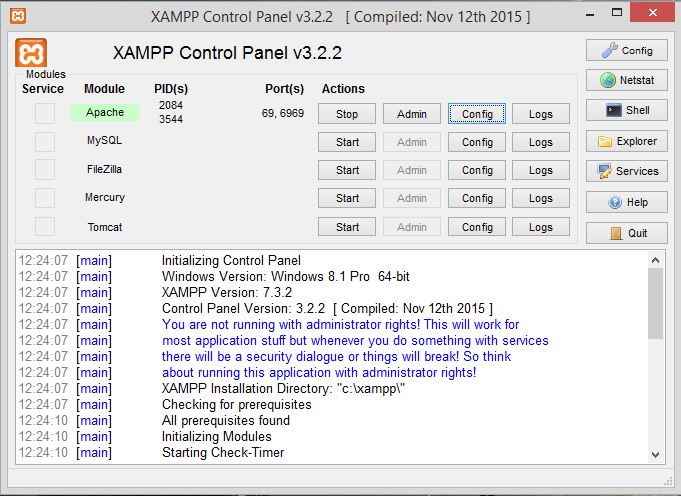 XAMPP Control Panel v3.2.2 [ Compiled: Nov 12th 2015 ]
XAMPP Control Panel v3.2.2
Config
Modules
Service Module PID(s) Port(s) Actions
Netstat
Apache 2084 3544 69, 6969 Stop Admin Config Logs
Shell
MySQL Start Admin Config Logs
Explorer
FileZilla Start Admin Config Logs
Services
Mercury Start Admin Config Logs
Help
Tomcat Start Admin Config Logs
Quit
12:24:07 [main] Initializing Control Panel
12:24:07 [main] Windows Version: Windows 8.1 Pro 64-bit
12:24:07 [main] XAMPP Version: 7.3.2
12:24:07 [main] Control Panel Version: 3.2.2 [ Compiled: Nov 12th 2015 ]
12:24:07 [main] You are not running with administrator rights! This will work for
12:24:07 [main] most application stuff but whenever you do something with services
12:24:07 [main] there will be a security dialogue or things will break! So think
12:24:07 [main] about running this application with administrator rights!
12:24:07 [main] XAMPP Installation Directory: "c:\xampp\"
12:24:07 [main] Checking for prerequisites
12:24:10 [main] All prerequisites found
12:24:10 [main] Initializing Modules
12:24:10 [main] Starting Check-Timer